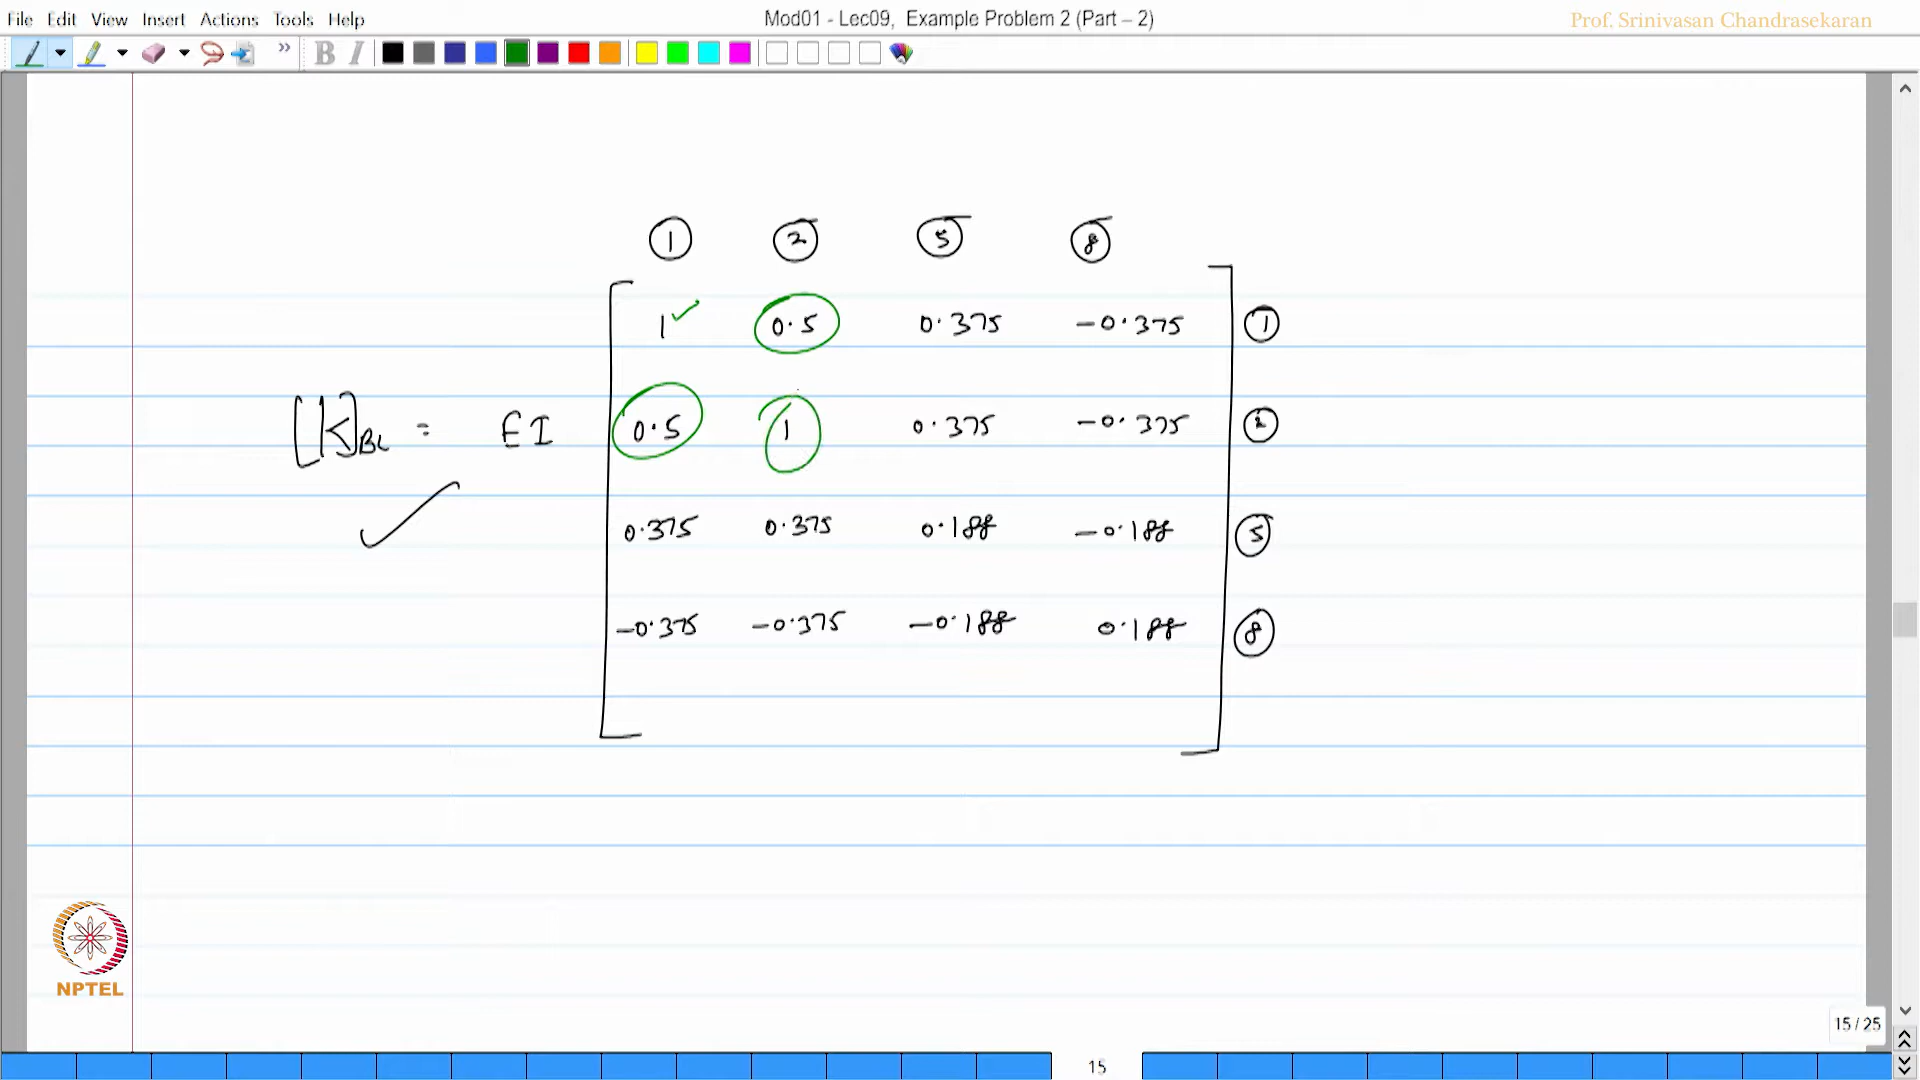 File Edit View Insert Actions Tools Help
Mod01 - Lec09, Example Problem 2 (Part – 2)
Prof. Srinivasan Chandrasekaran
B I
1 2 5 8
1 0.5 0.375 -0.375 1
[K]BC = EI 0.5 1 0.375 -0.375 2
0.375 0.375 0.188 -0.188 5
-0.375 -0.375 -0.188 0.188 8
NPTEL
15 / 25
15